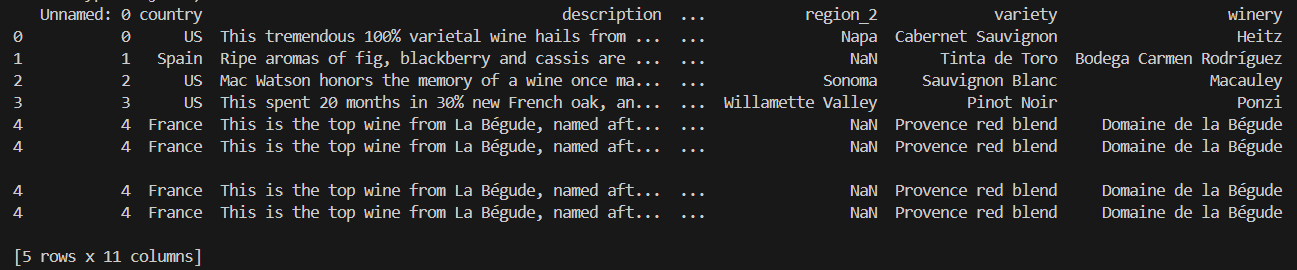 Unnamed: 0 country description ... region_2 variety winery
0 0 US This tremendous 100% varietal wine hails from ... ... Napa Cabernet Sauvignon Heitz
1 1 Spain Ripe aromas of fig, blackberry and cassis are ... ... NaN Tinta de Toro Bodega Carmen Rodríguez
2 2 US Mac Watson honors the memory of a wine once ma... ... Sonoma Sauvignon Blanc Macauley
3 3 US This spent 20 months in 30% new French oak, an... ... Willamette Valley Pinot Noir Ponzi
4 4 France This is the top wine from La Bégude, named aft... ... NaN Provence red blend Domaine de la Bégude
4 4 France This is the top wine from La Bégude, named aft... ... NaN Provence red blend Domaine de la Bégude
4 4 France This is the top wine from La Bégude, named aft... ... NaN Provence red blend Domaine de la Bégude
4 4 France This is the top wine from La Bégude, named aft... ... NaN Provence red blend Domaine de la Bégude
[5 rows x 11 columns]